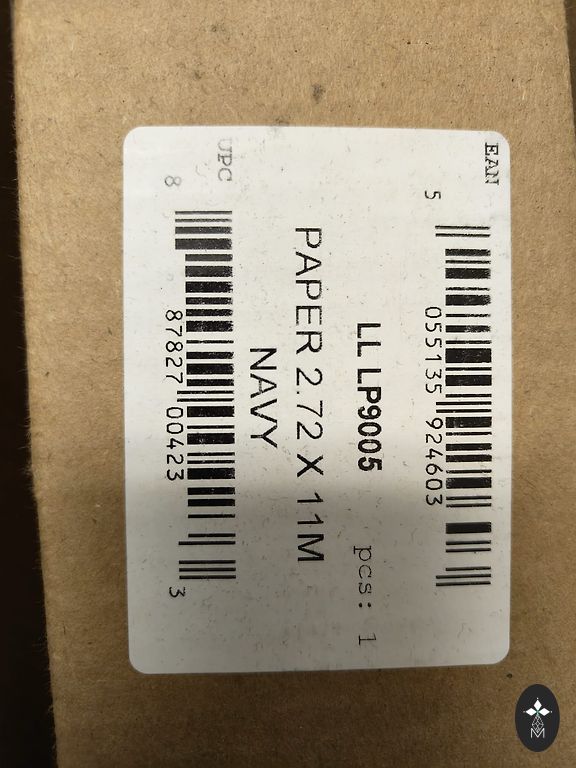 EAN
5 055135 924603
LL LP9005 pcs: 1
PAPER 2.72 X 11M
NAVY
UPC
8 87827 00423 3
M